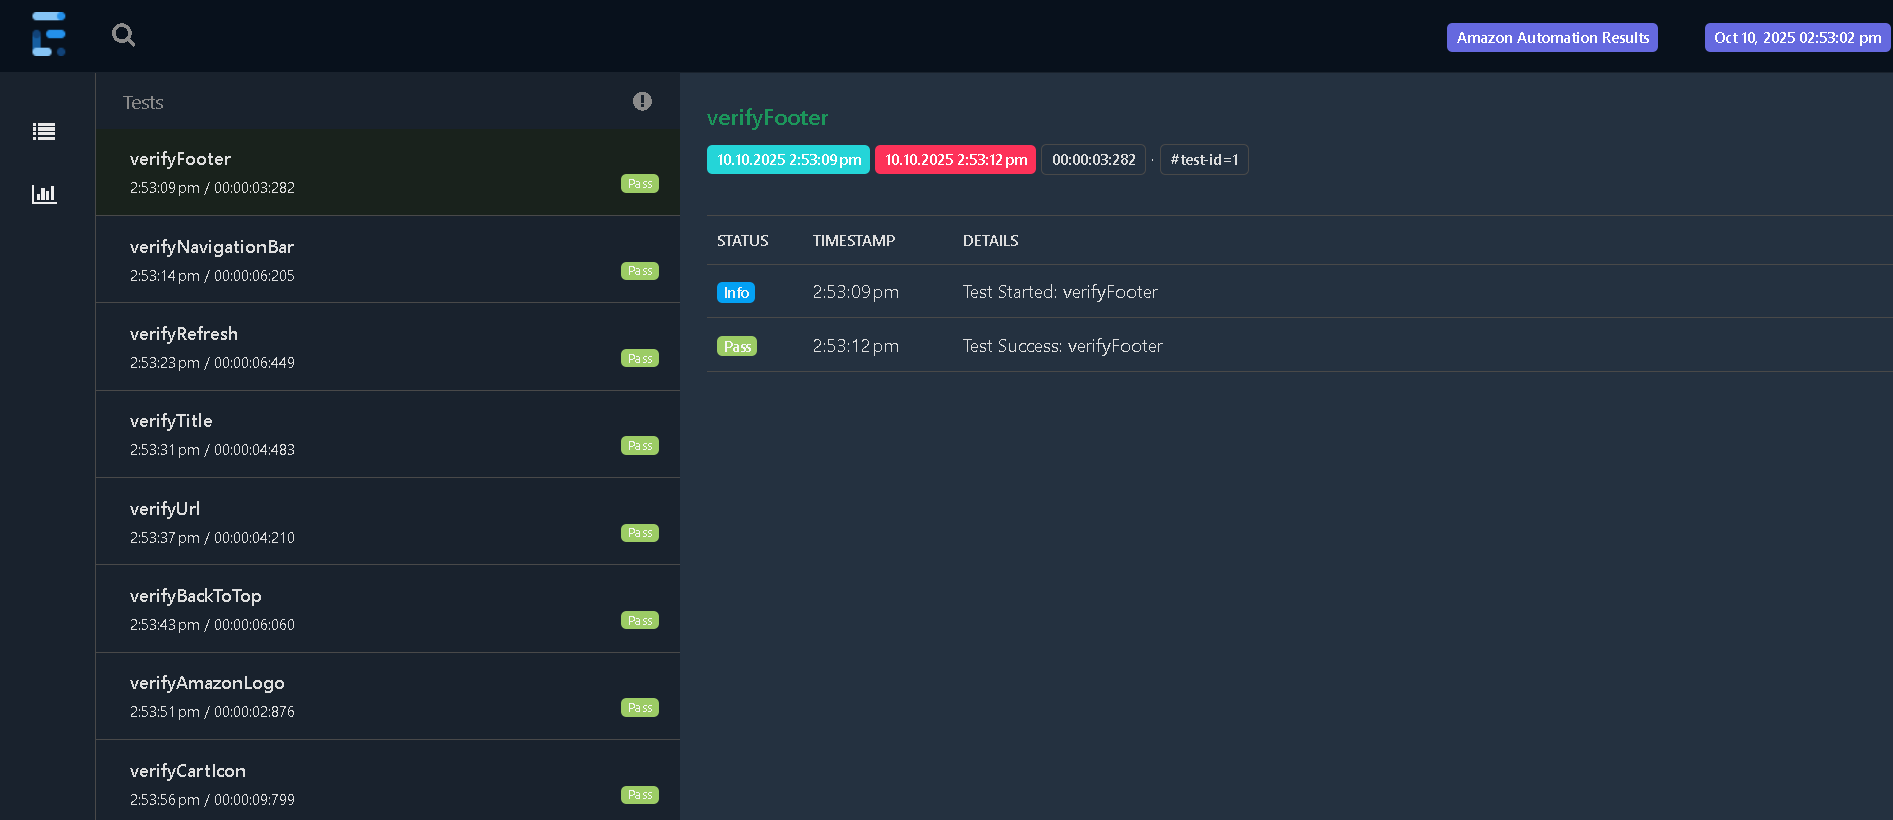 Amazon Automation Results
Oct 10, 2025 02:53:02 pm
Tests
verifyFooter
2:53:09 pm / 00:00:03:282
Pass
verifyNavigationBar
2:53:14 pm / 00:00:06:205
Pass
verifyRefresh
2:53:23 pm / 00:00:06:449
Pass
verifyTitle
2:53:31 pm / 00:00:04:483
Pass
verifyUrl
2:53:37 pm / 00:00:04:210
Pass
verifyBackToTop
2:53:43 pm / 00:00:06:060
Pass
verifyAmazonLogo
2:53:51 pm / 00:00:02:876
Pass
verifyCartIcon
2:53:56 pm / 00:00:09:799
Pass
verifyFooter
10.10.2025 2:53:09 pm 10.10.2025 2:53:12 pm 00:00:03:282 · #test-id=1
STATUS TIMESTAMP DETAILS
Info 2:53:09 pm Test Started: verifyFooter
Pass 2:53:12 pm Test Success: verifyFooter